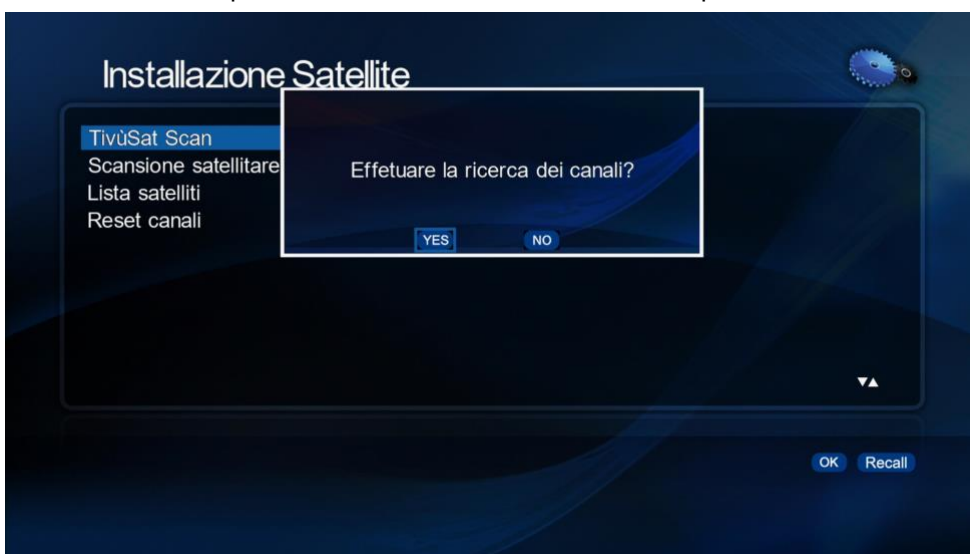 Installazione Satellite
TivùSat Scan
Scansione satellitare
Lista satelliti
Reset canali
Effetuare la ricerca dei canali?
YES NO
OK Recall